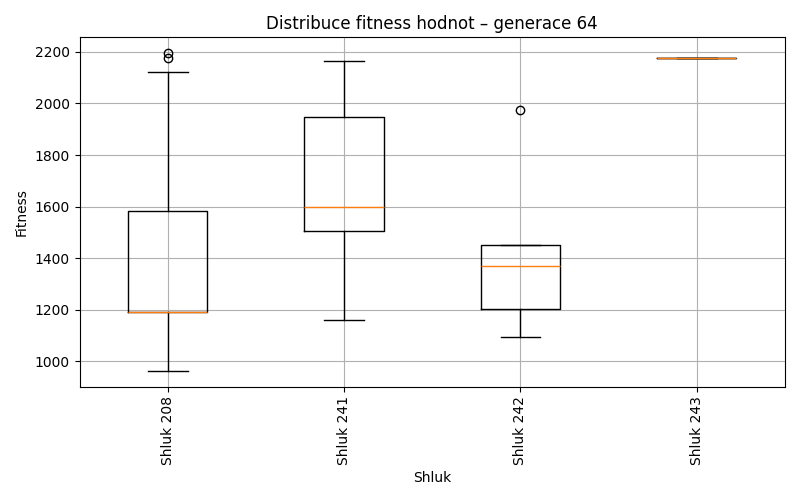 Distribuce fitness hodnot – generace 64
Fitness
2200
2000
1800
1600
1400
1200
1000
Shluk 208
Shluk 241
Shluk 242
Shluk 243
Shluk